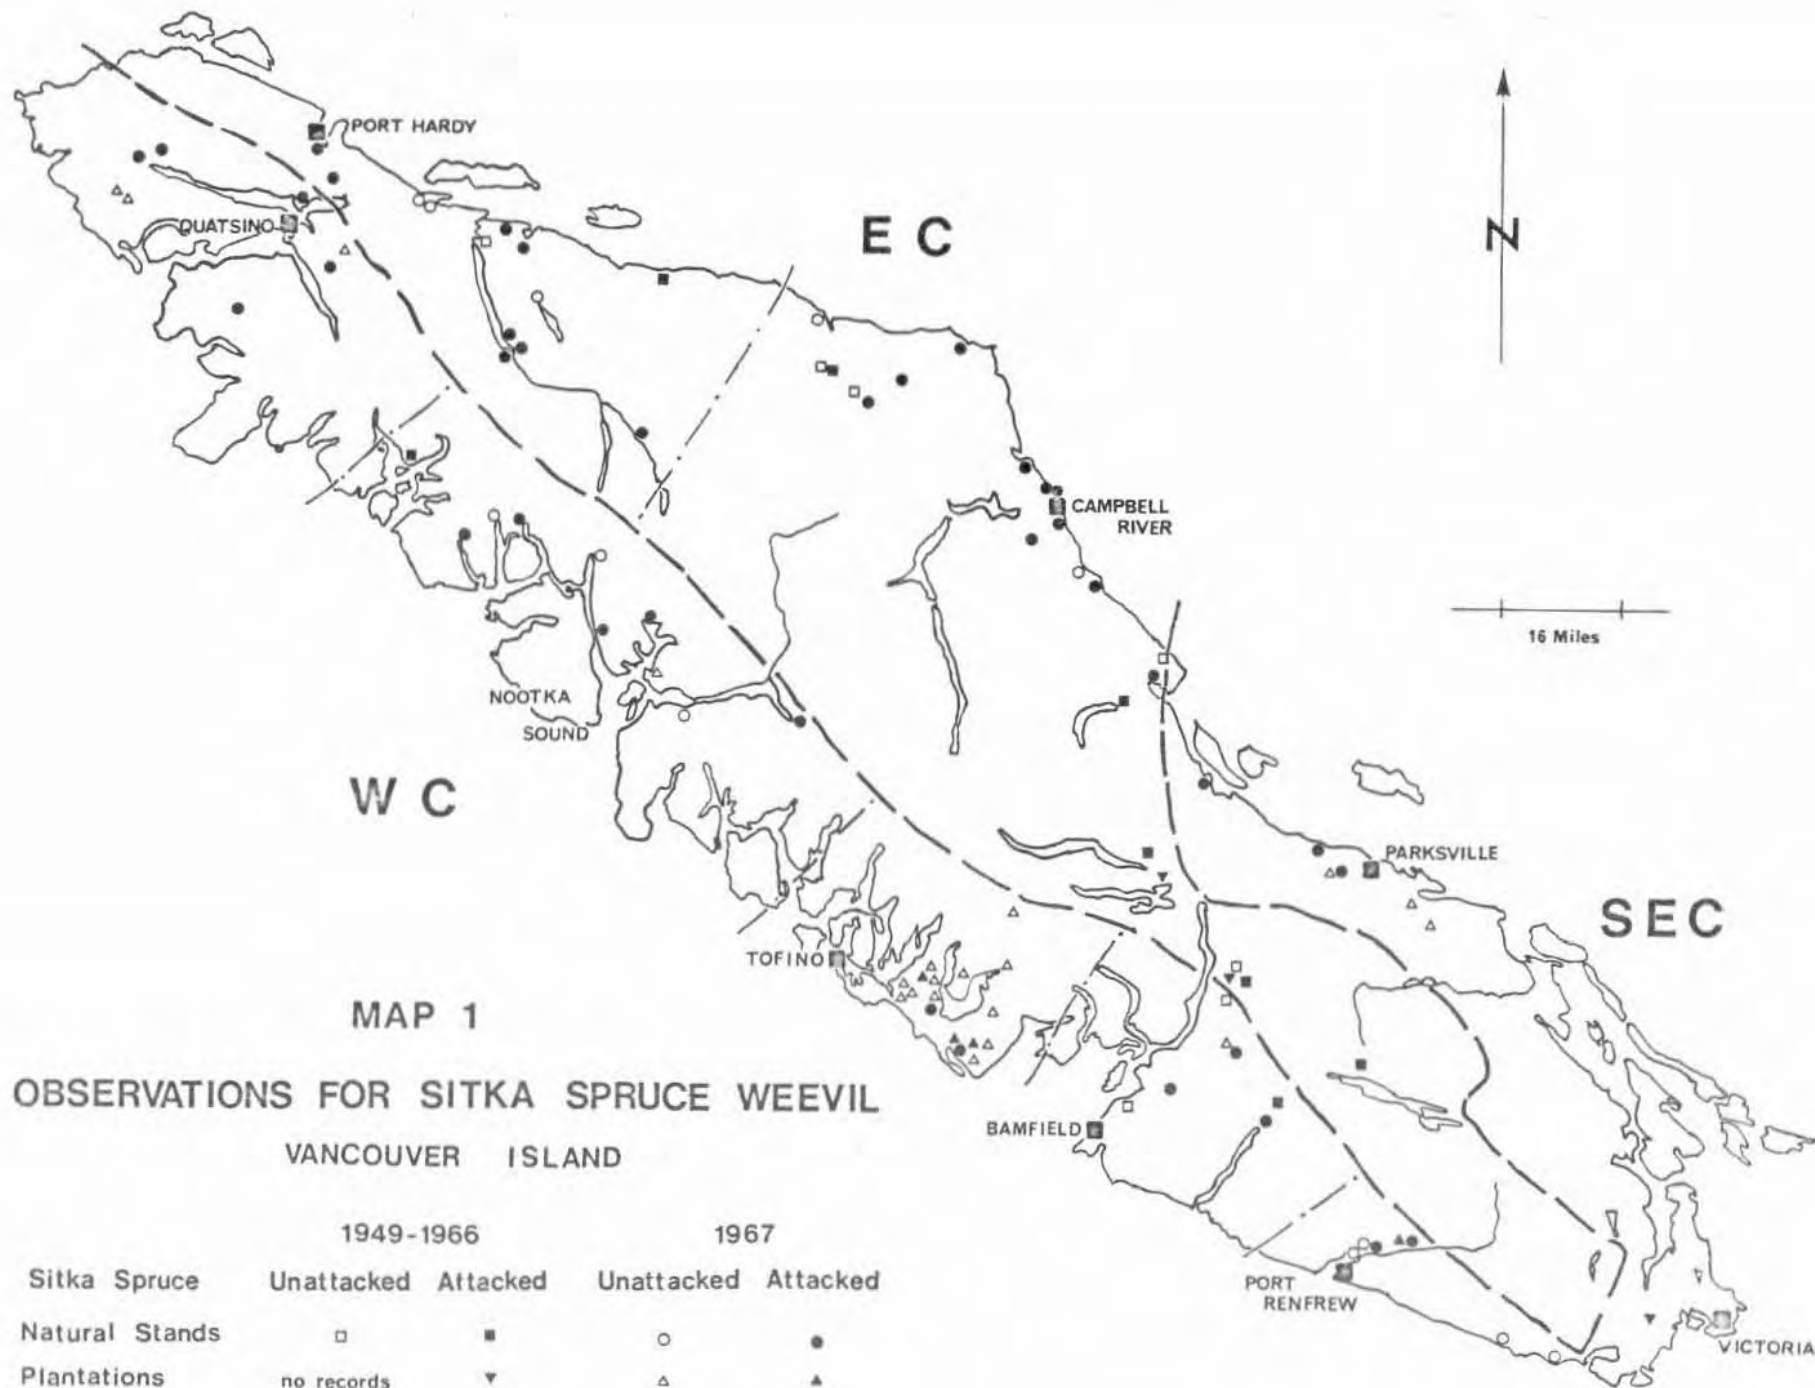 PORT HARDY
QUATSINO
E C
N
CAMPBELL
RIVER
16 Miles
NOOTKA
SOUND
W C
PARKSVILLE
SEC
TOFINO
MAP 1
OBSERVATIONS FOR SITKA SPRUCE WEEVIL
BAMFIELD
VANCOUVER ISLAND
1949-1966 1967
Sitka Spruce Unattacked Attacked Unattacked Attacked
PORT
RENFREW
Natural Stands □ ■ ○ ●
VICTORIA
Plantations no records ▼ △ ▲